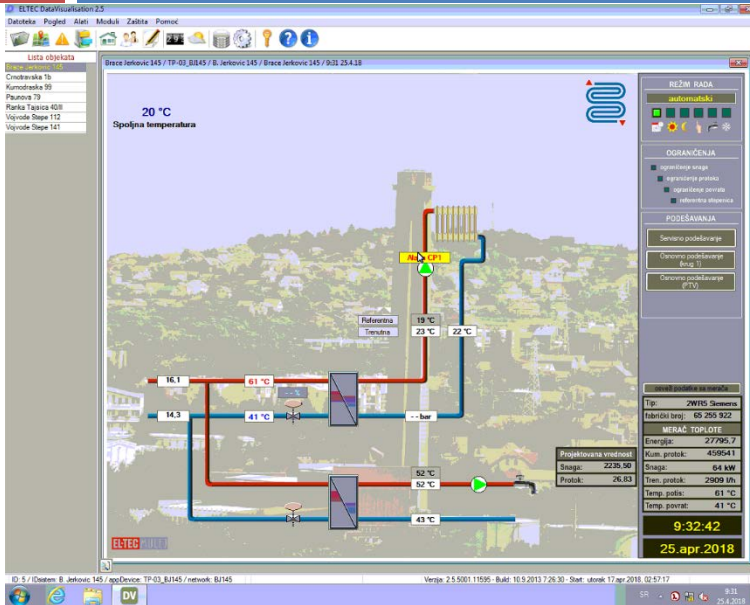 ELTEC DataVisualisation 2.5
Datoteka Pogled Alati Moduli Zaštita Pomoć
Lista objekata
Brace Jerkovic 145
Crnotravska 1b
Kumodraska 99
Paunova 79
Ranka Tajsica 40/II
Vojvode Stepe 112
Vojvode Stepe 141
Brace Jerkovic 145 / TP-03_BJ145 / B. Jerkovic 145 / Brace Jerkovic 145 / 9:31 25.4.18
20 °C
Spoljna temperatura
CP1
Referentna
19 °C
Trenutna
23 °C
22 °C
16,1
61 °C
- - %
14,3
41 °C
- - bar
52 °C
52 °C
43 °C
Projektovana vrednost
Snaga: 2235,50
Protok: 26,83
ELTEC
REŽIM RADA
automatski
OGRANIČENJA
ograničenje snage
ograničenje protoka
ograničenje povrata
referentna stepenica
PODEŠAVANJA
Servisno podešavanje
Osnovno podešavanje
(krug 1)
Osnovno podešavanje
(PTV)
osveži podatke sa merača
Tip: 2WR5 Siemens
fabrički broj: 65 255 922
MERAČ TOPLOTE
Energija: 27795,7
Kum. protok: 459541
Snaga: 64 kW
Tren. protok: 2909 l/h
Temp. potis: 61 °C
Temp. povrat: 41 °C
9:32:42
25.apr.2018
ID: 5 / IDsistem: B. Jerkovic 145 / appDevice: TP-03_BJ145 / network: BJ145
Verzija: 2.5.5001.11595 - Build: 10.9.2013 7:26:30 - Start: utorak 17.apr.2018. 02:57:17
DV
SR
9:31
25.4.2018